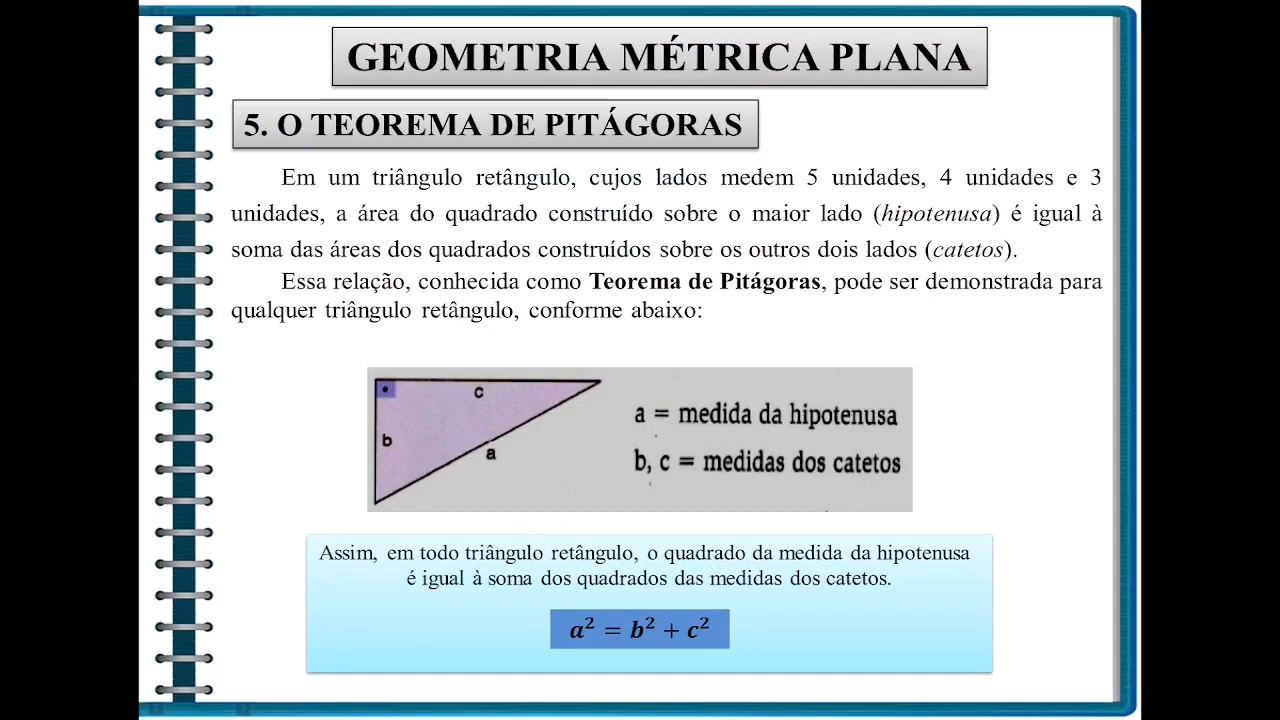 GEOMETRIA MÉTRICA PLANA
5. O TEOREMA DE PITÁGORAS
Em um triângulo retângulo, cujos lados medem 5 unidades, 4 unidades e 3
unidades, a área do quadrado construído sobre o maior lado (hipotenusa) é igual à
soma das áreas dos quadrados construídos sobre os outros dois lados (catetos).
Essa relação, conhecida como Teorema de Pitágoras, pode ser demonstrada para
qualquer triângulo retângulo, conforme abaixo:
c
b
a
a = medida da hipotenusa
b, c = medidas dos catetos
Assim, em todo triângulo retângulo, o quadrado da medida da hipotenusa
é igual à soma dos quadrados das medidas dos catetos.
a² = b² + c²